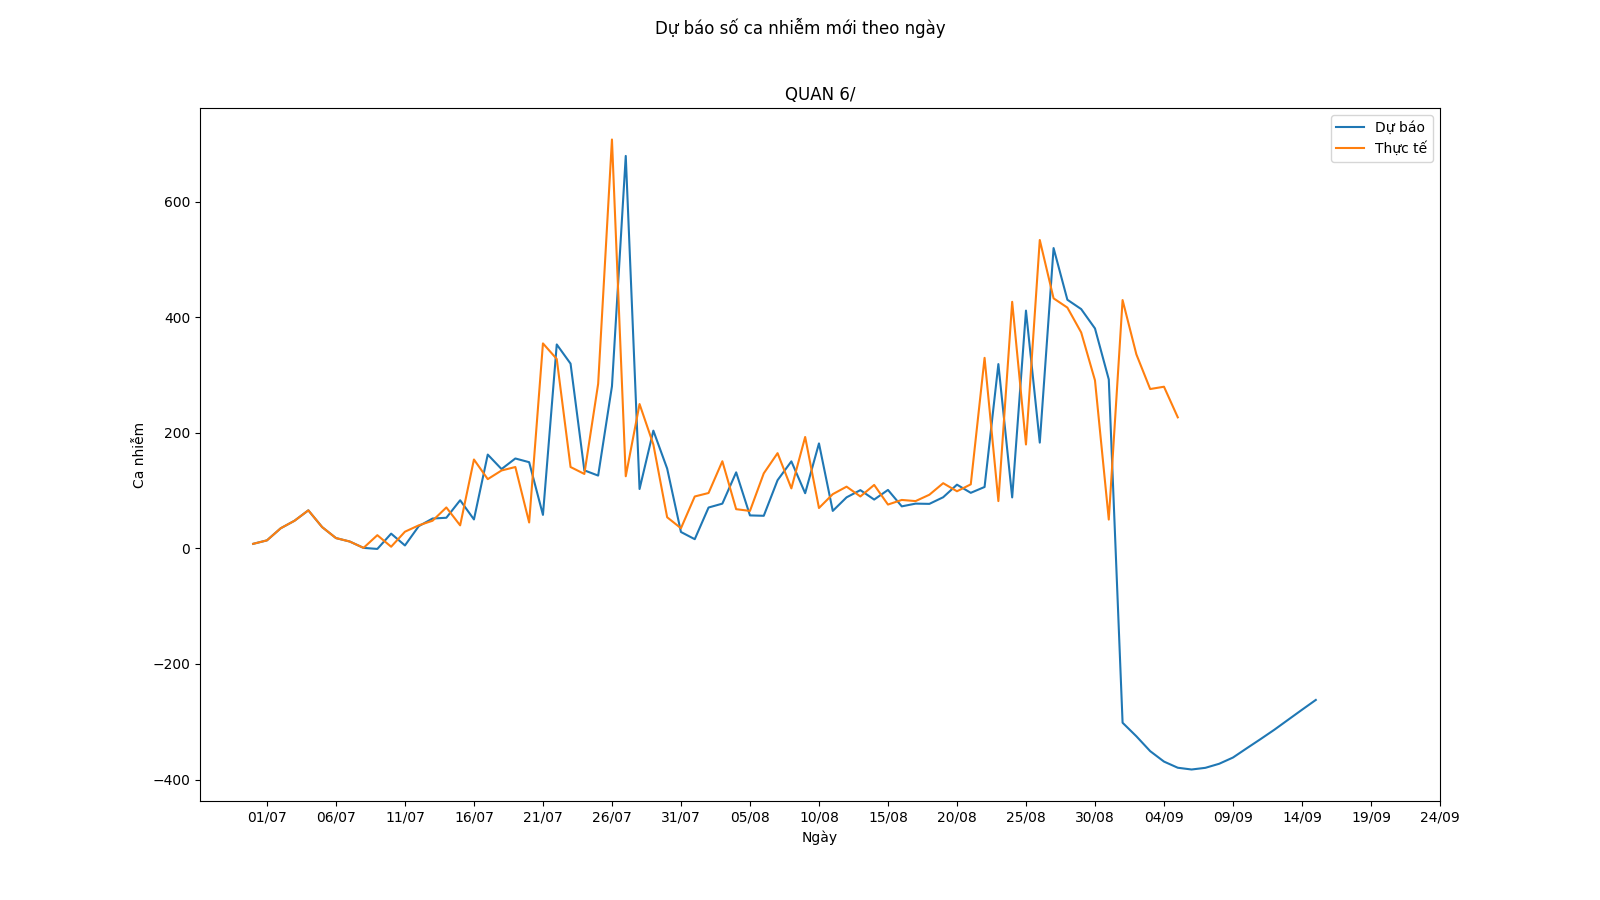 Dự báo số ca nhiễm mới theo ngày
QUAN 6/
Dự báo
Thực tế
Ca nhiễm
600
400
200
0
−200
−400
01/07 06/07 11/07 16/07 21/07 26/07 31/07 05/08 10/08 15/08 20/08 25/08 30/08 04/09 09/09 14/09 19/09 24/09
Ngày